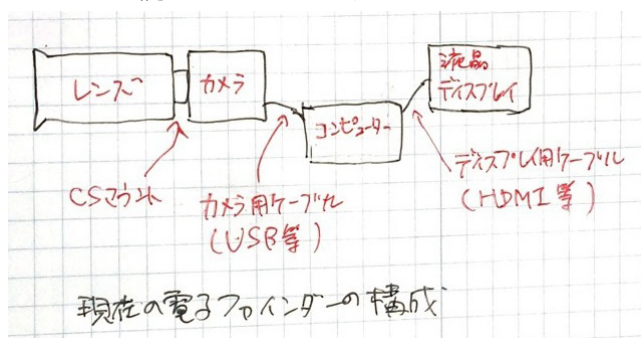 レンズ
カメラ
コンピューター
液晶
ディスプレイ
CSマウント
カメラ用ケーブル
(USB等)
ディスプレイ用ケーブル
(HDMI等)
現在の電子ファインダーの構成